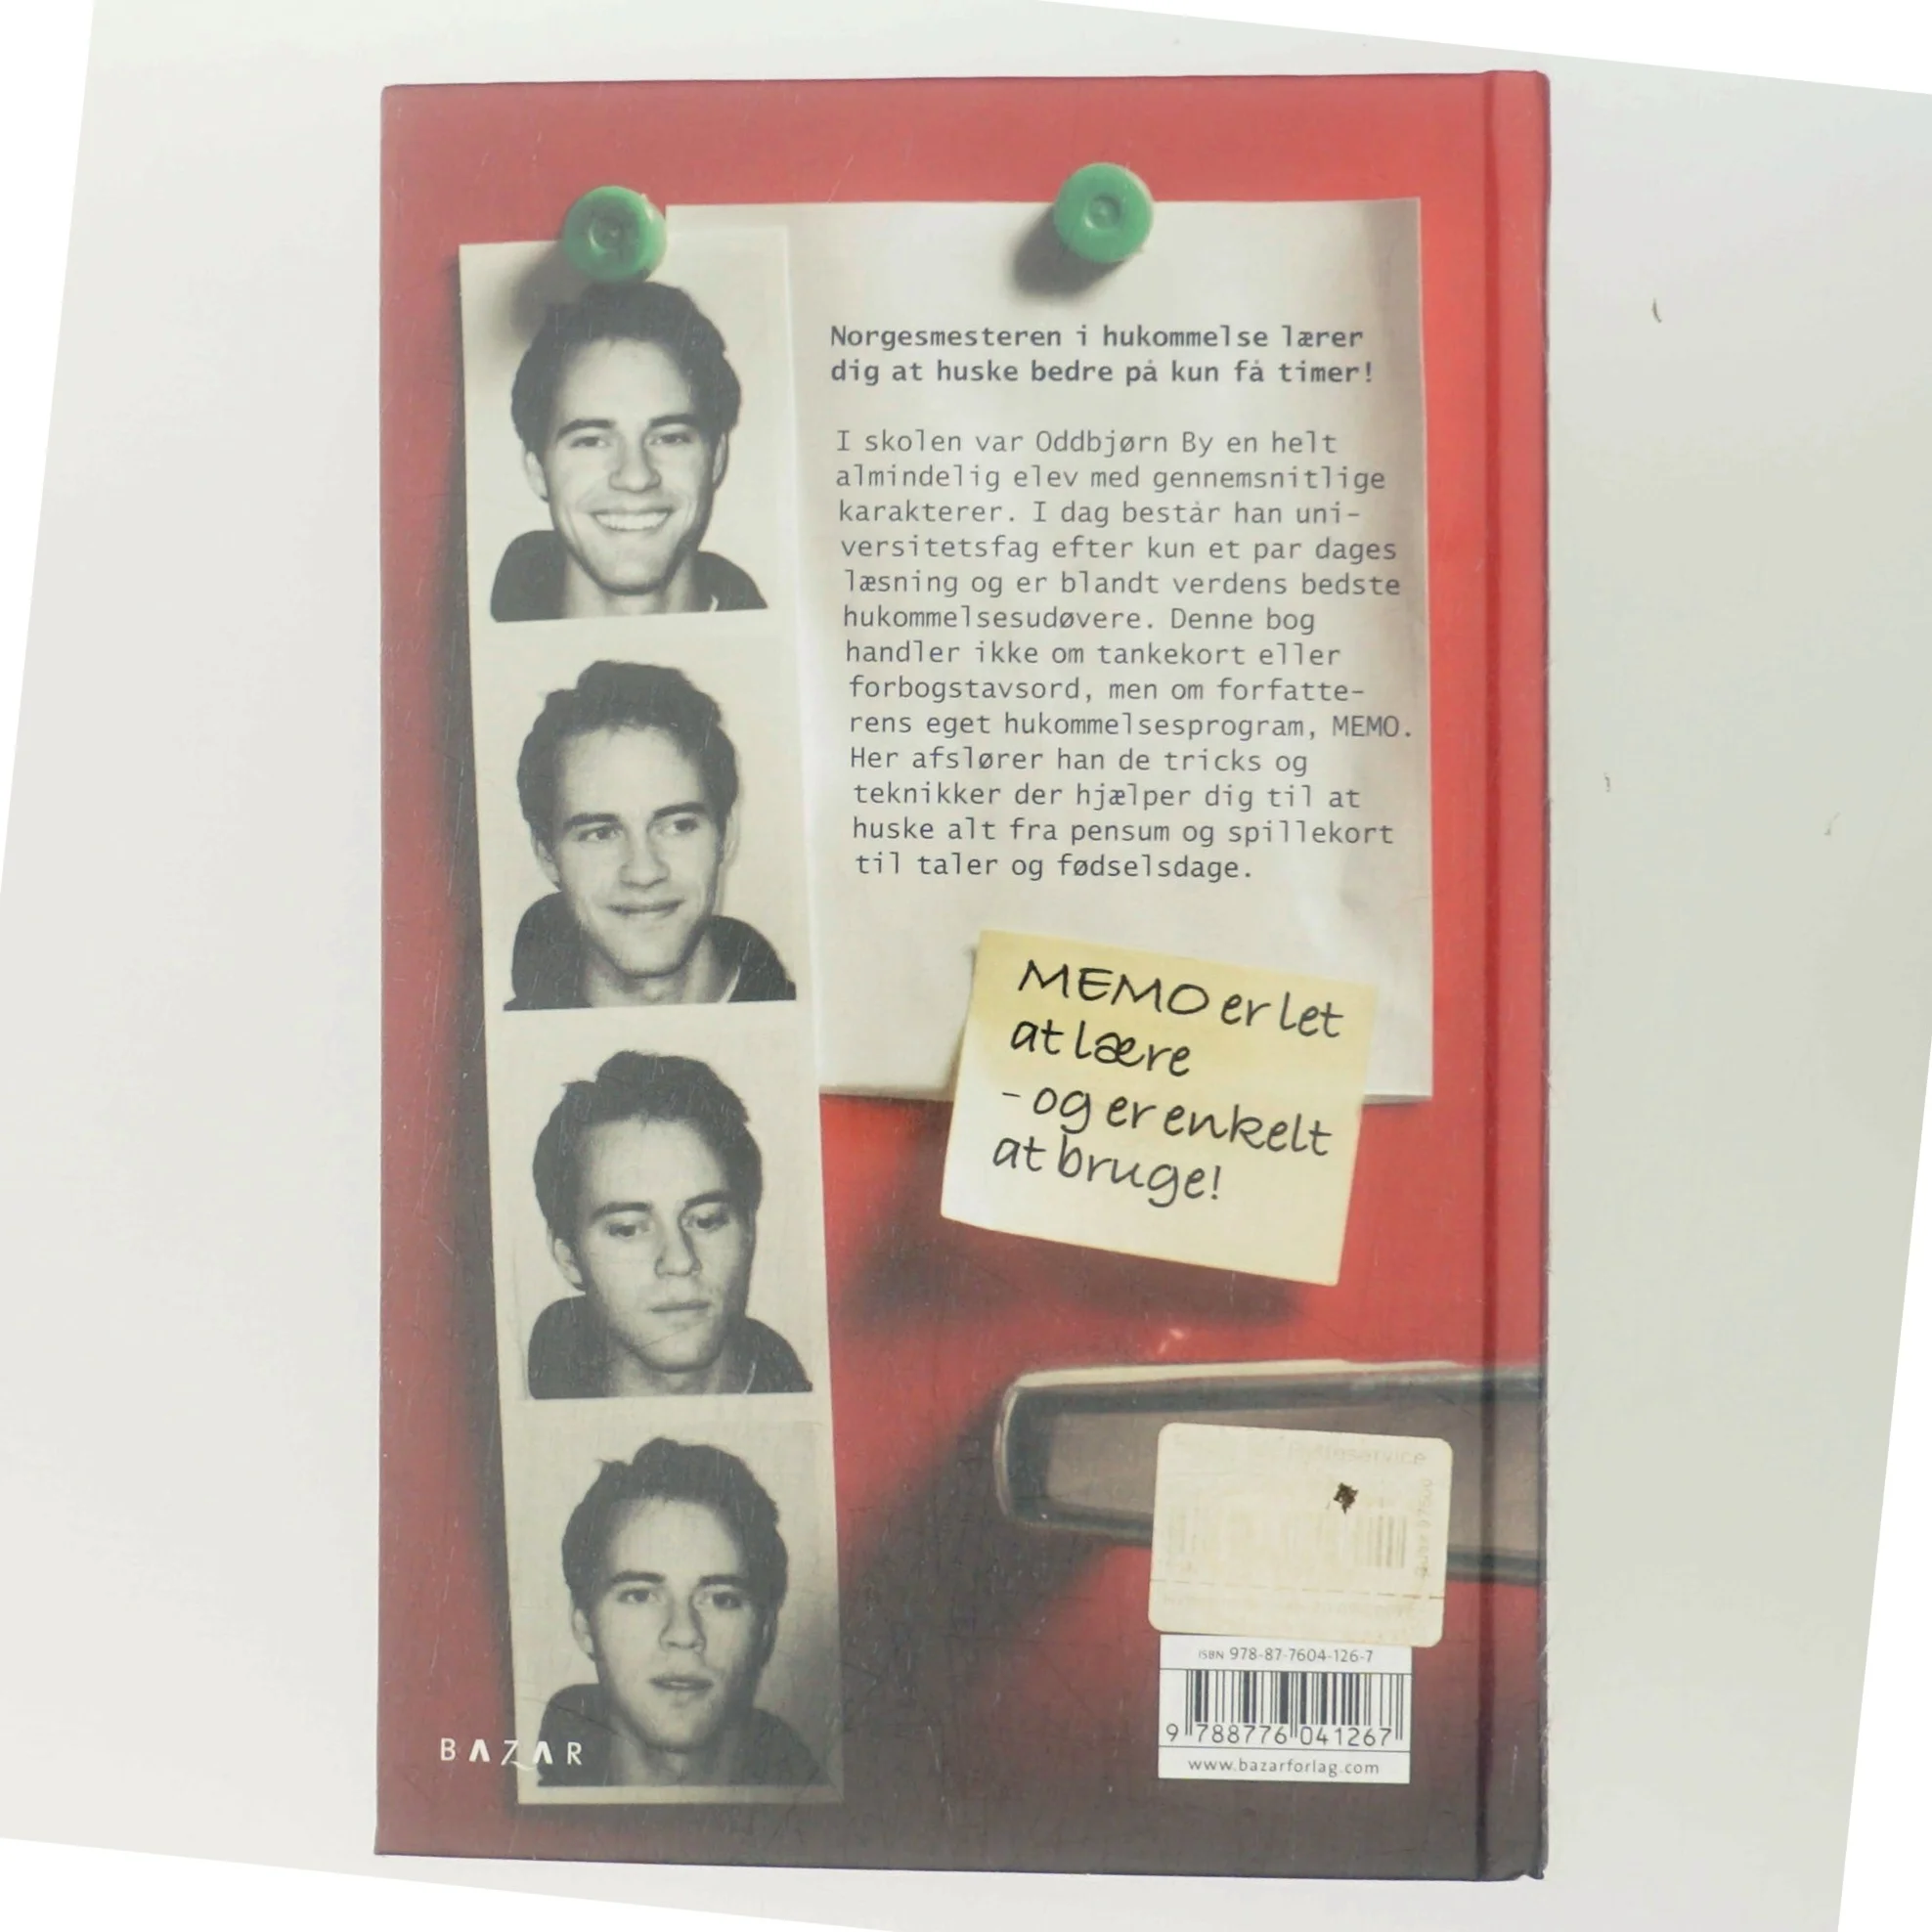 Norgesmesteren i hukommelse lærer
dig at huske bedre på kun få timer!
I skolen var Oddbjørn By en helt
almindelig elev med gennemsnitlige
karakterer. I dag består han uni-
versitetsfag efter kun et par dages
læsning og er blandt verdens bedste
hukommelsesudøvere. Denne bog
handler ikke om tankekort eller
forbogstavsord, men om forfatte-
rens eget hukommelsesprogram, MEMO.
Her afslører han de tricks og
teknikker der hjælper dig til at
huske alt fra pensum og spillekort
til taler og fødselsdage.
MEMO er let
at lære
- og er enkelt
at bruge!
ISBN 978-87-7604-126-7
9 788776 041267
www.bazarforlag.com
BAZAR